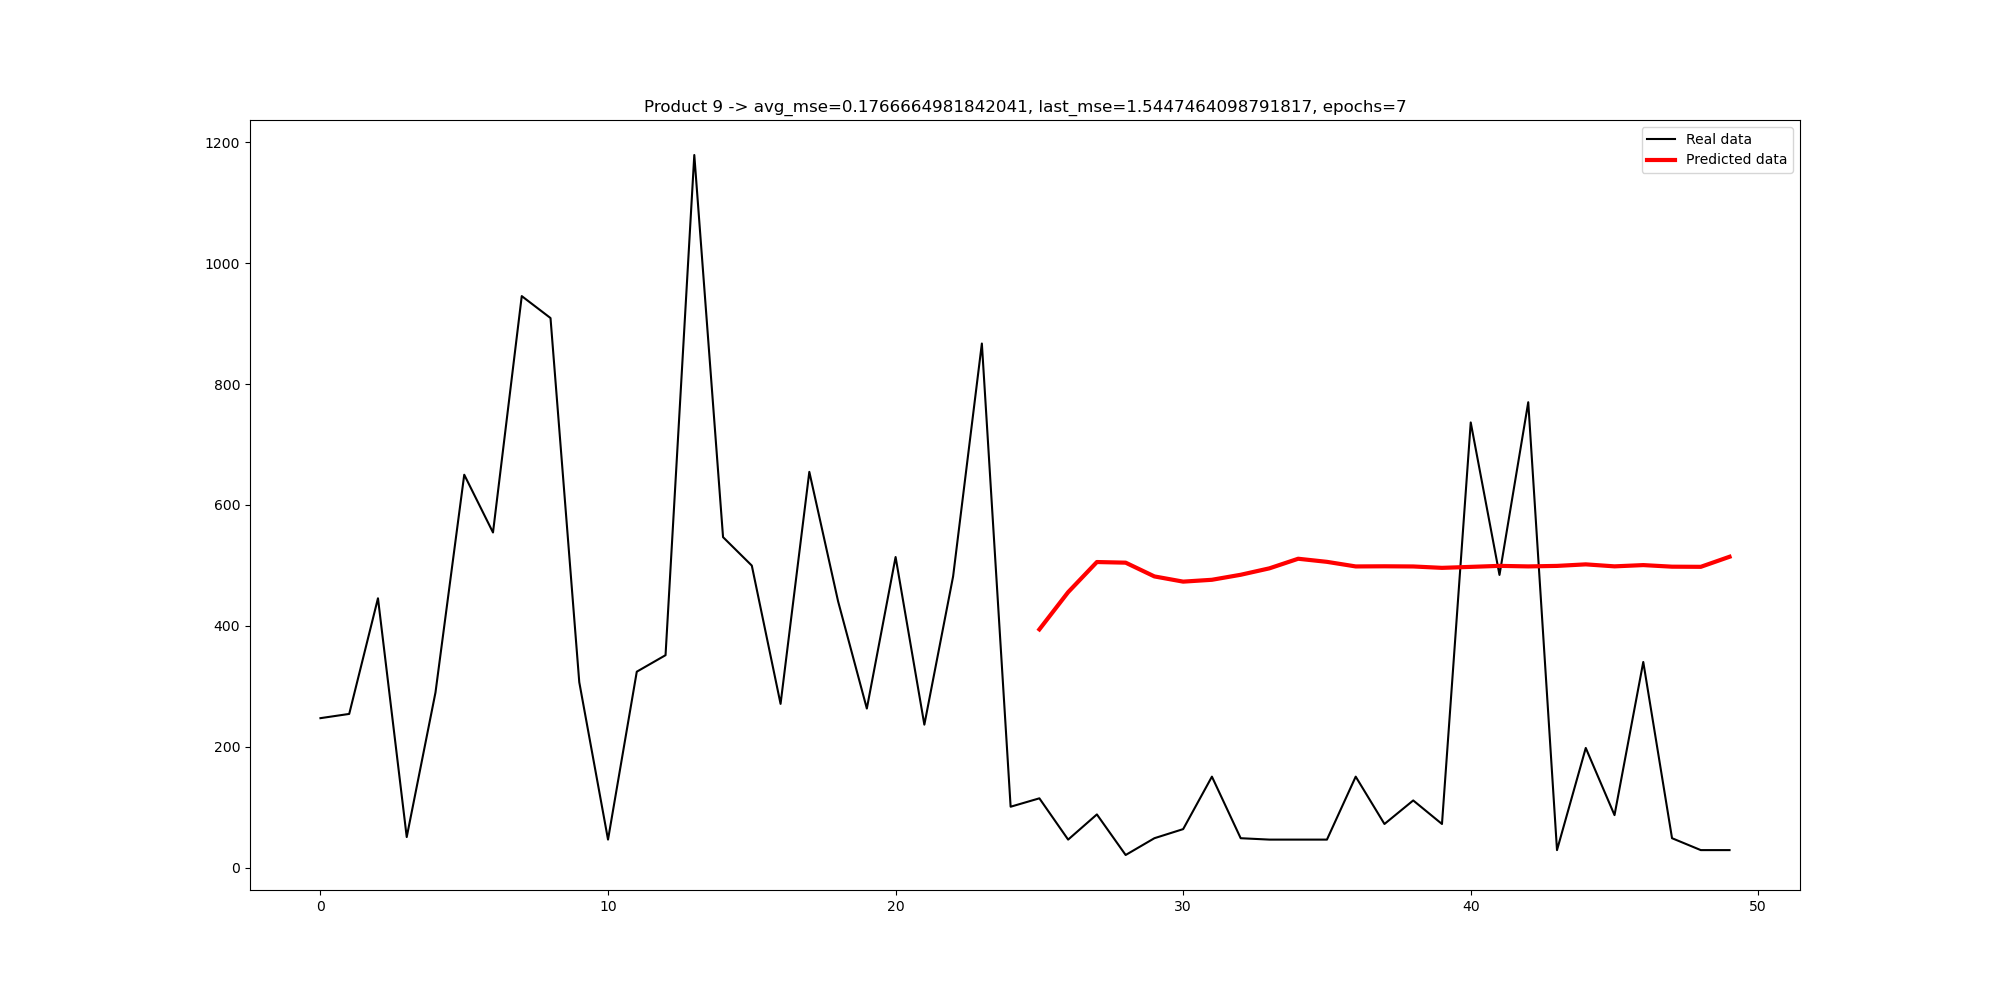 Product 9 -> avg_mse=0.1766664981842041, last_mse=1.5447464098791817, epochs=7
Real data
Predicted data
1200
1000
800
600
400
200
0
0 10 20 30 40 50